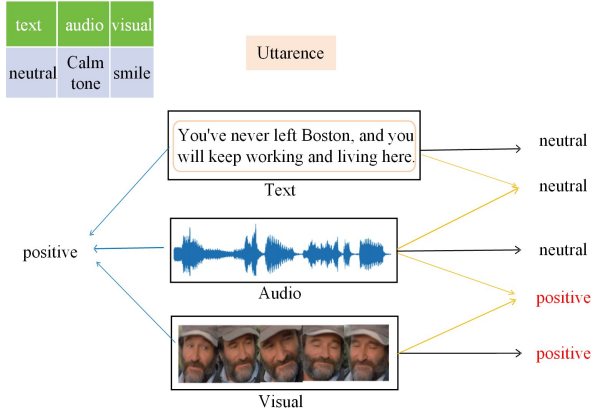 text audio visual
neutral Calm tone smile
Uttarence
You've never left Boston, and you
will keep working and living here.
Text
Audio
Visual
positive
neutral
neutral
neutral
positive
positive